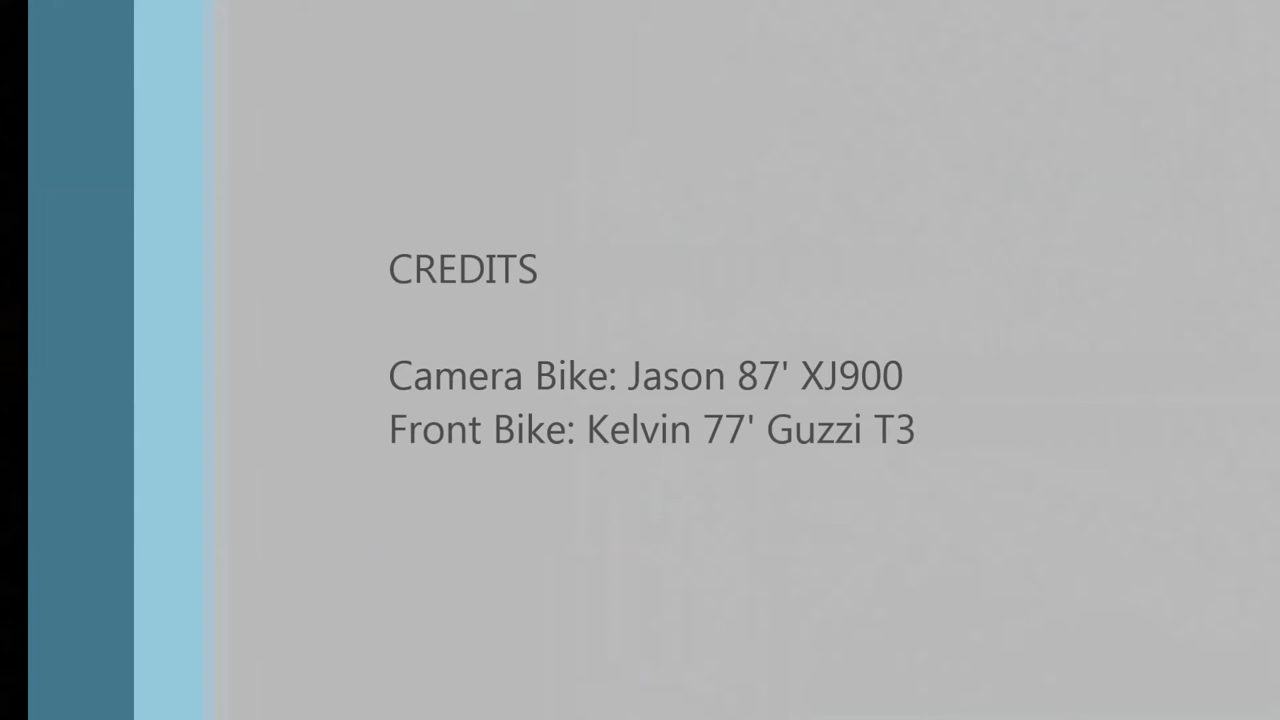 CREDITS
Camera Bike: Jason 87' XJ900
Front Bike: Kelvin 77' Guzzi T3